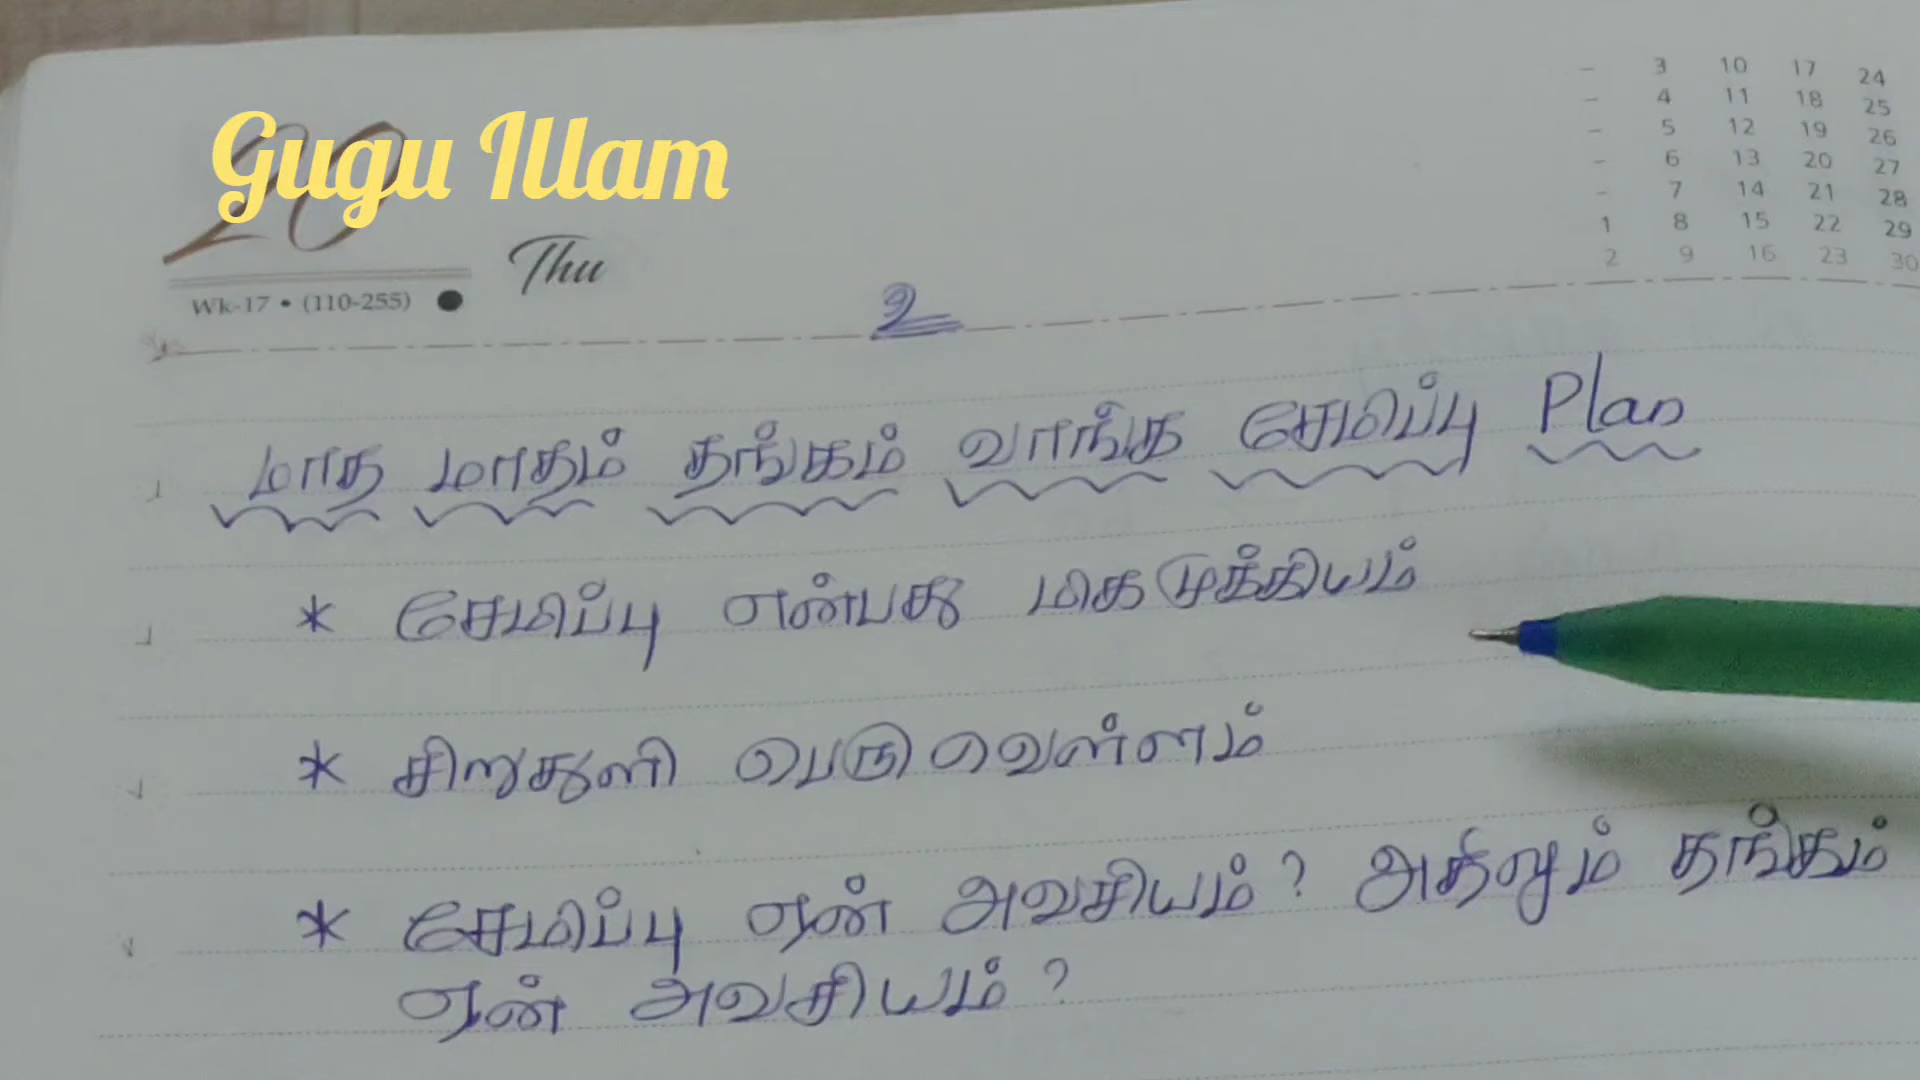 Gugu Illam
20
Thu
Wk-17 • (110-255)
- 3 10 17 24
- 4 11 18 25
- 5 12 19 26
- 6 13 20 27
- 7 14 21 28
1 8 15 22 29
2 9 16 23 30
உ
மாத மாதம் தங்கம் வாங்க சேமிப்பு Plan
* சேமிப்பு என்பது மிக முக்கியம்
* சிறுதுளி பெருவெள்ளம்
* சேமிப்பு ஏன் அவசியம்? அதிலும் தங்கம்
ஏன் அவசியம்?